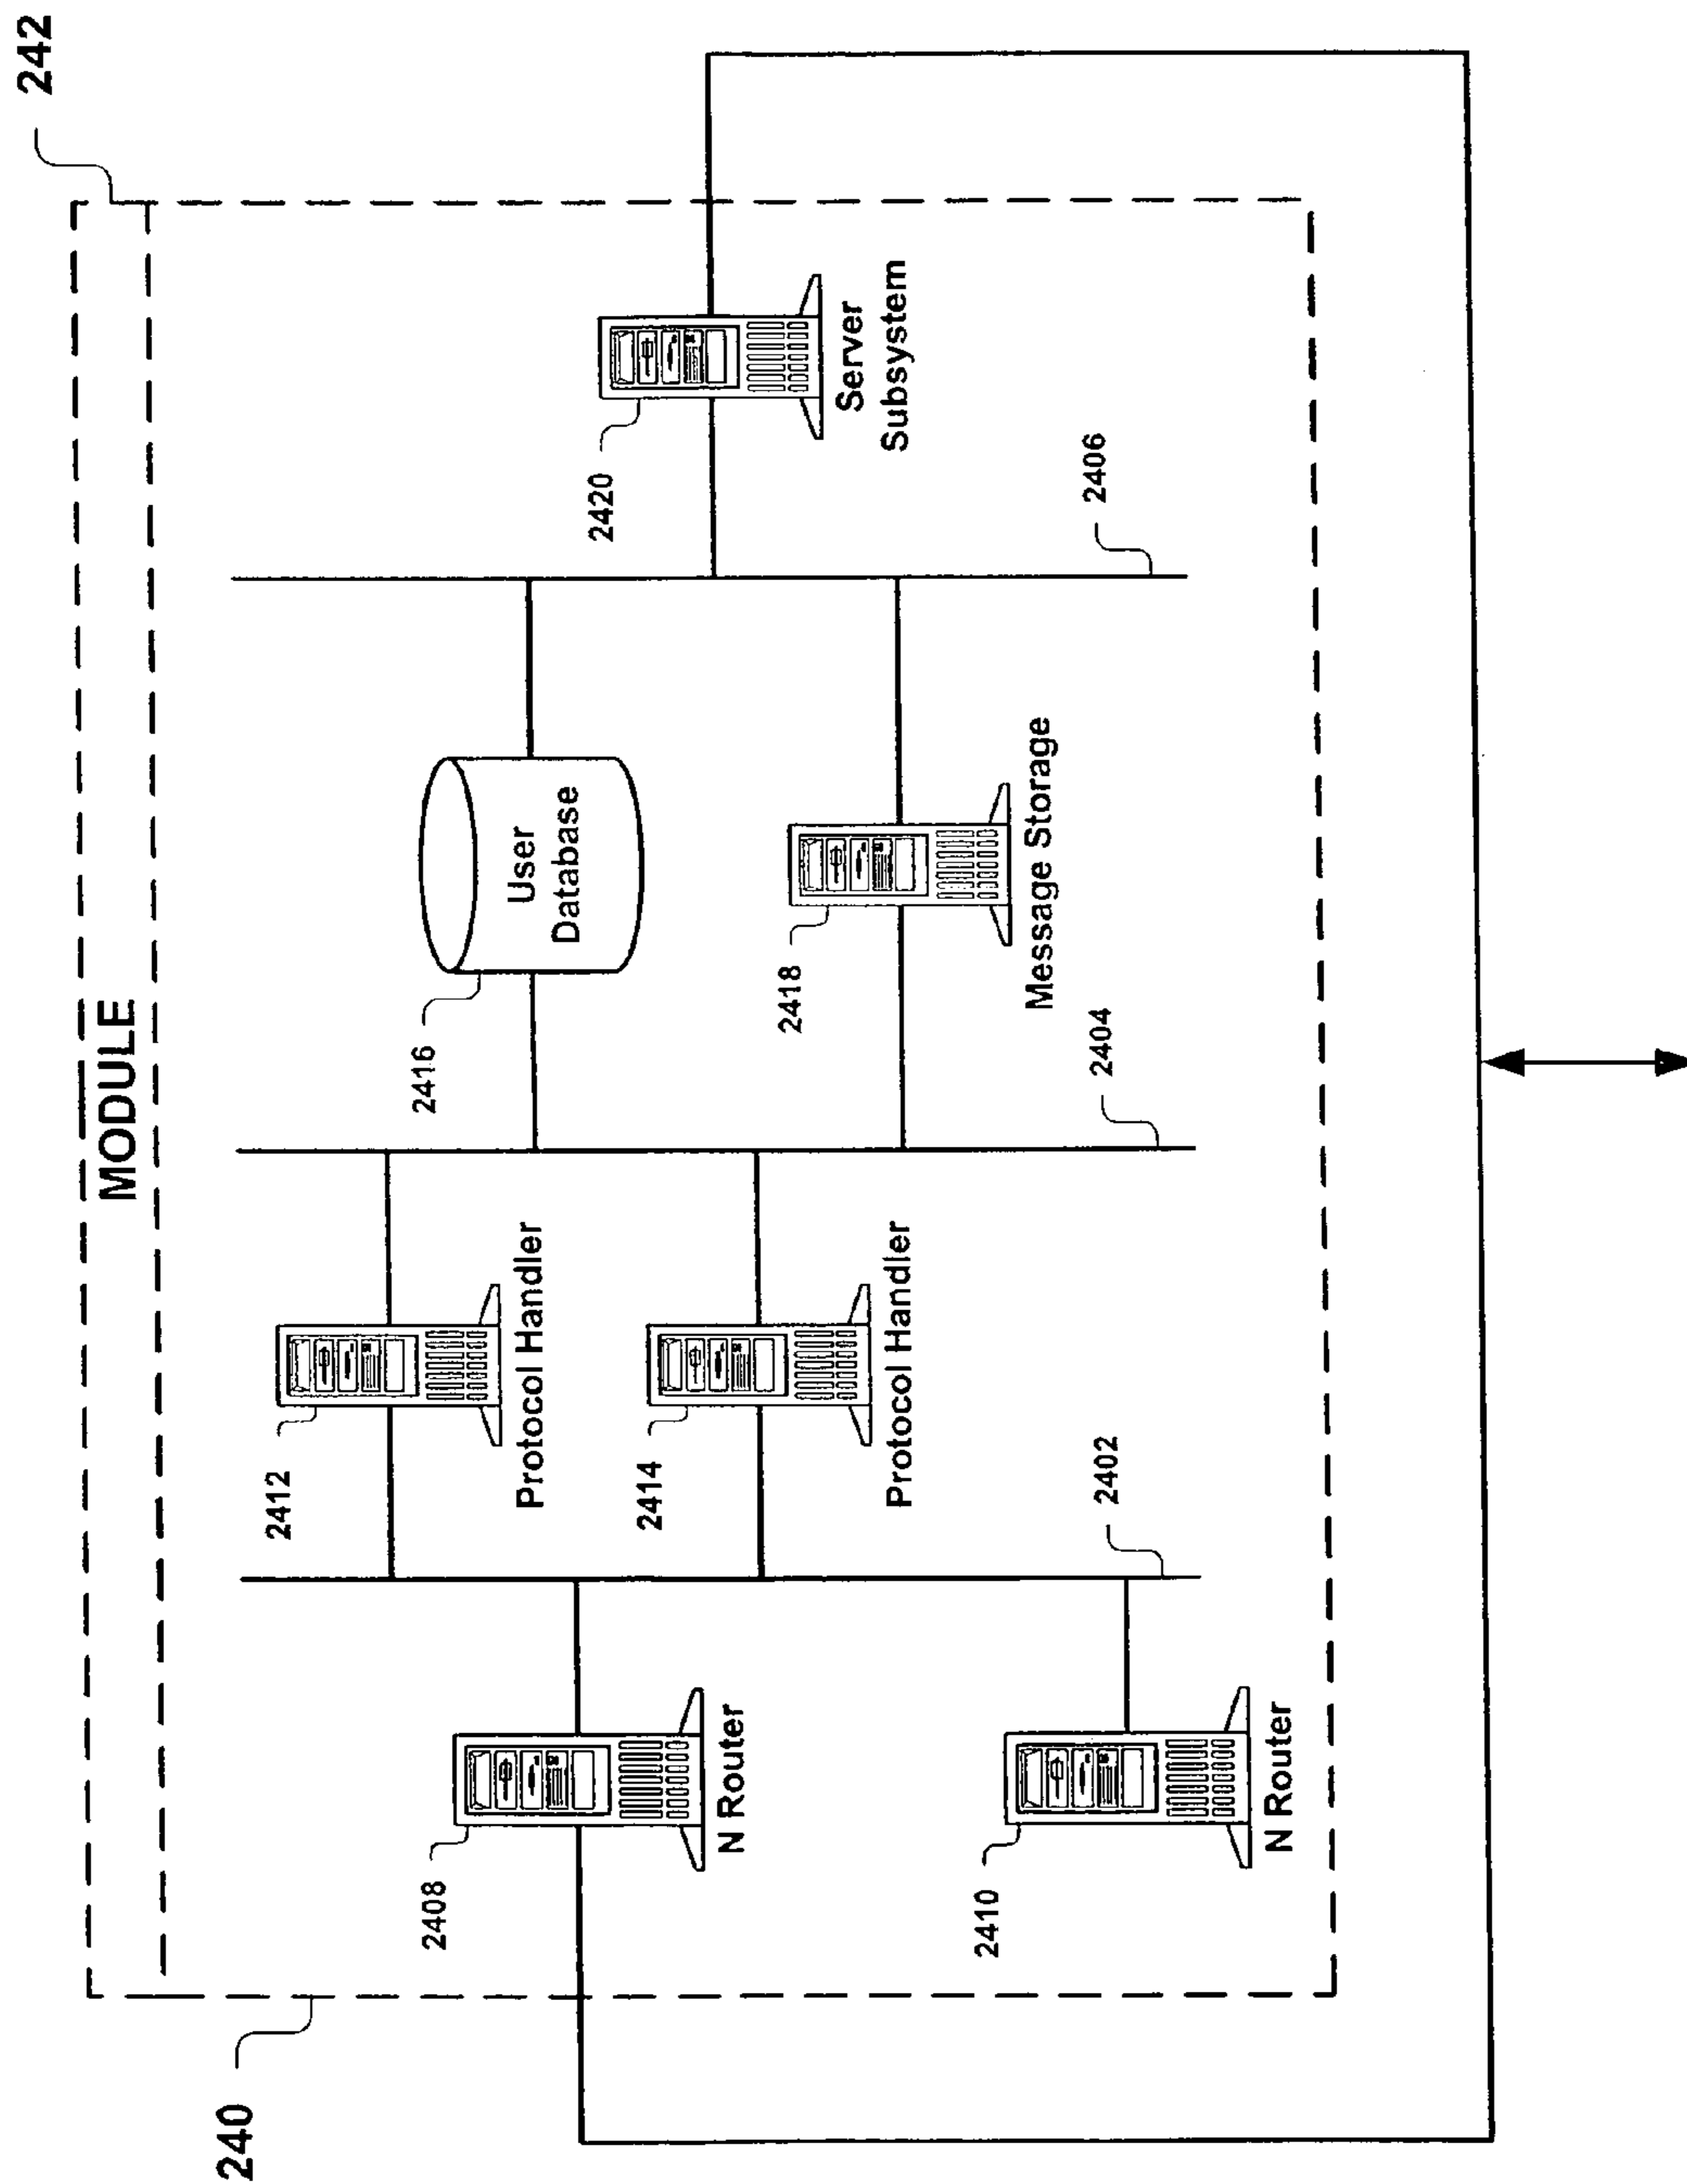 242
MODULE
240
2412
Protocol Handler
2416
User
Database
2408
N Router
2414
Protocol Handler
2418
Message Storage
2420
Server
Subsystem
2410
N Router
2402
2404
2406